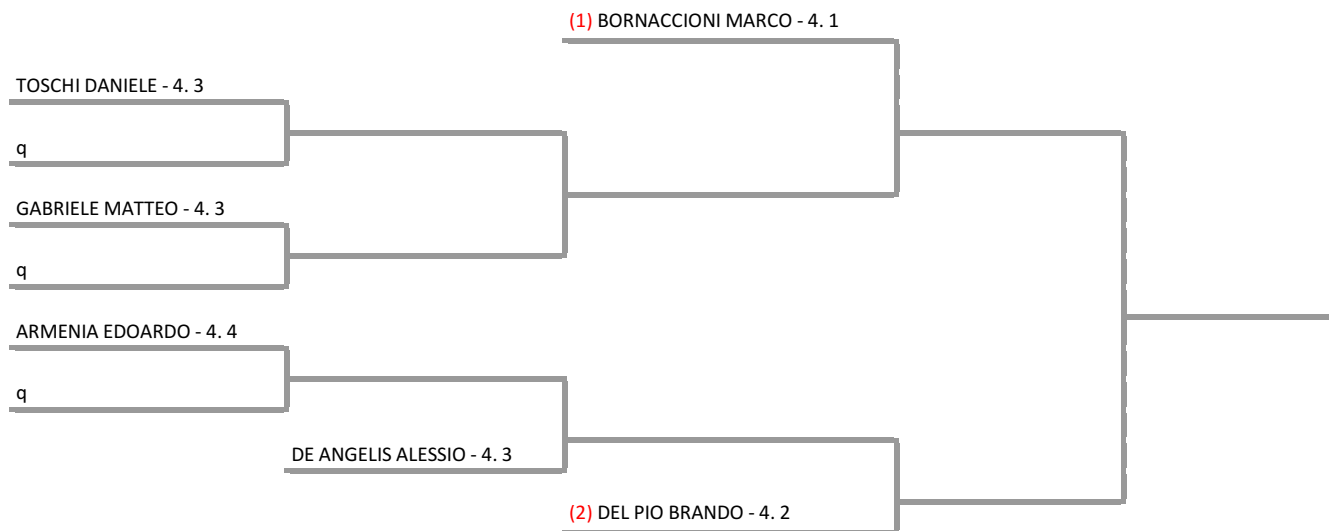 (1) BORNACCIONI MARCO - 4. 1
TOSCHI DANIELE - 4. 3
q
GABRIELE MATTEO - 4. 3
q
ARMENIA EDOARDO - 4. 4
q
DE ANGELIS ALESSIO - 4. 3
(2) DEL PIO BRANDO - 4. 2